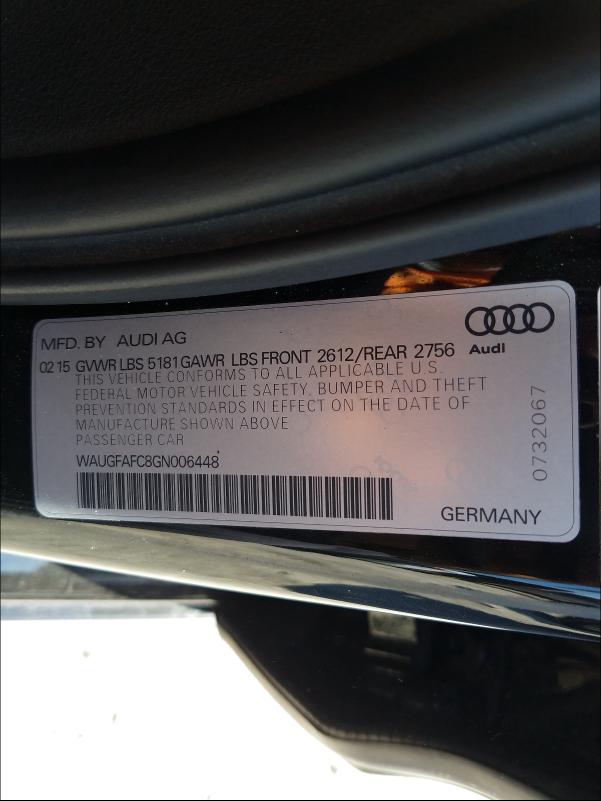 MFD. BY AUDI AG
Audi
02 15 GVWR LBS 5181 GAWR LBS FRONT 2612/REAR 2756
THIS VEHICLE CONFORMS TO ALL APPLICABLE U.S.
FEDERAL MOTOR VEHICLE SAFETY, BUMPER AND THEFT
PREVENTION STANDARDS IN EFFECT ON THE DATE OF
MANUFACTURE SHOWN ABOVE
PASSENGER CAR
WAUGFAFC8GN006448
GERMANY
0732067